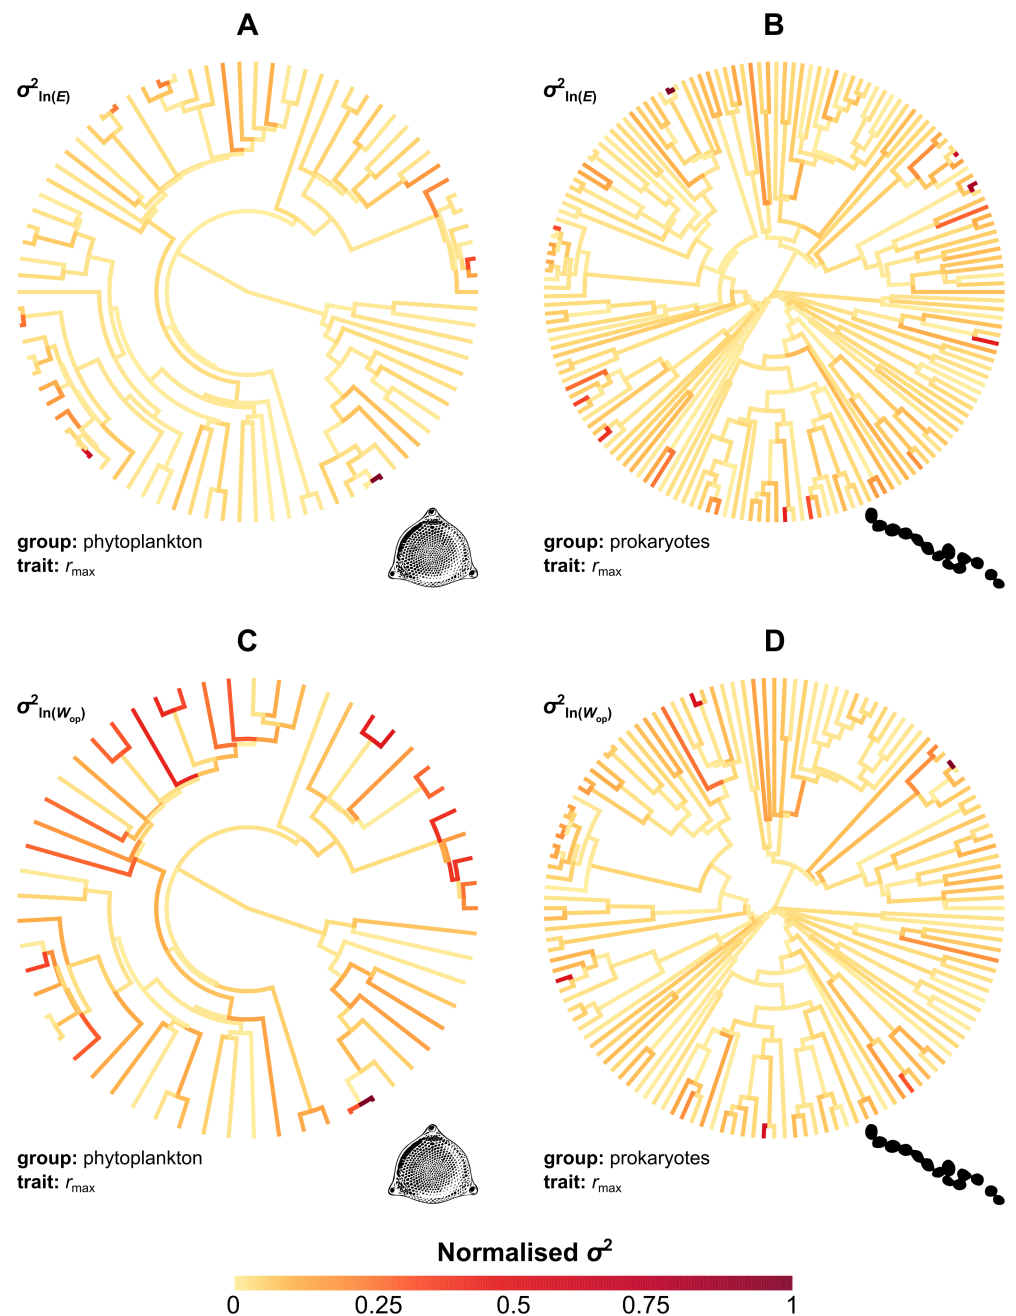 A
B
σ²ln(E)
σ²ln(E)
group: phytoplankton
trait: rmax
group: prokaryotes
trait: rmax
C
D
σ²ln(Wop)
σ²ln(Wop)
group: phytoplankton
trait: rmax
group: prokaryotes
trait: rmax
Normalised σ²
0 0.25 0.5 0.75 1